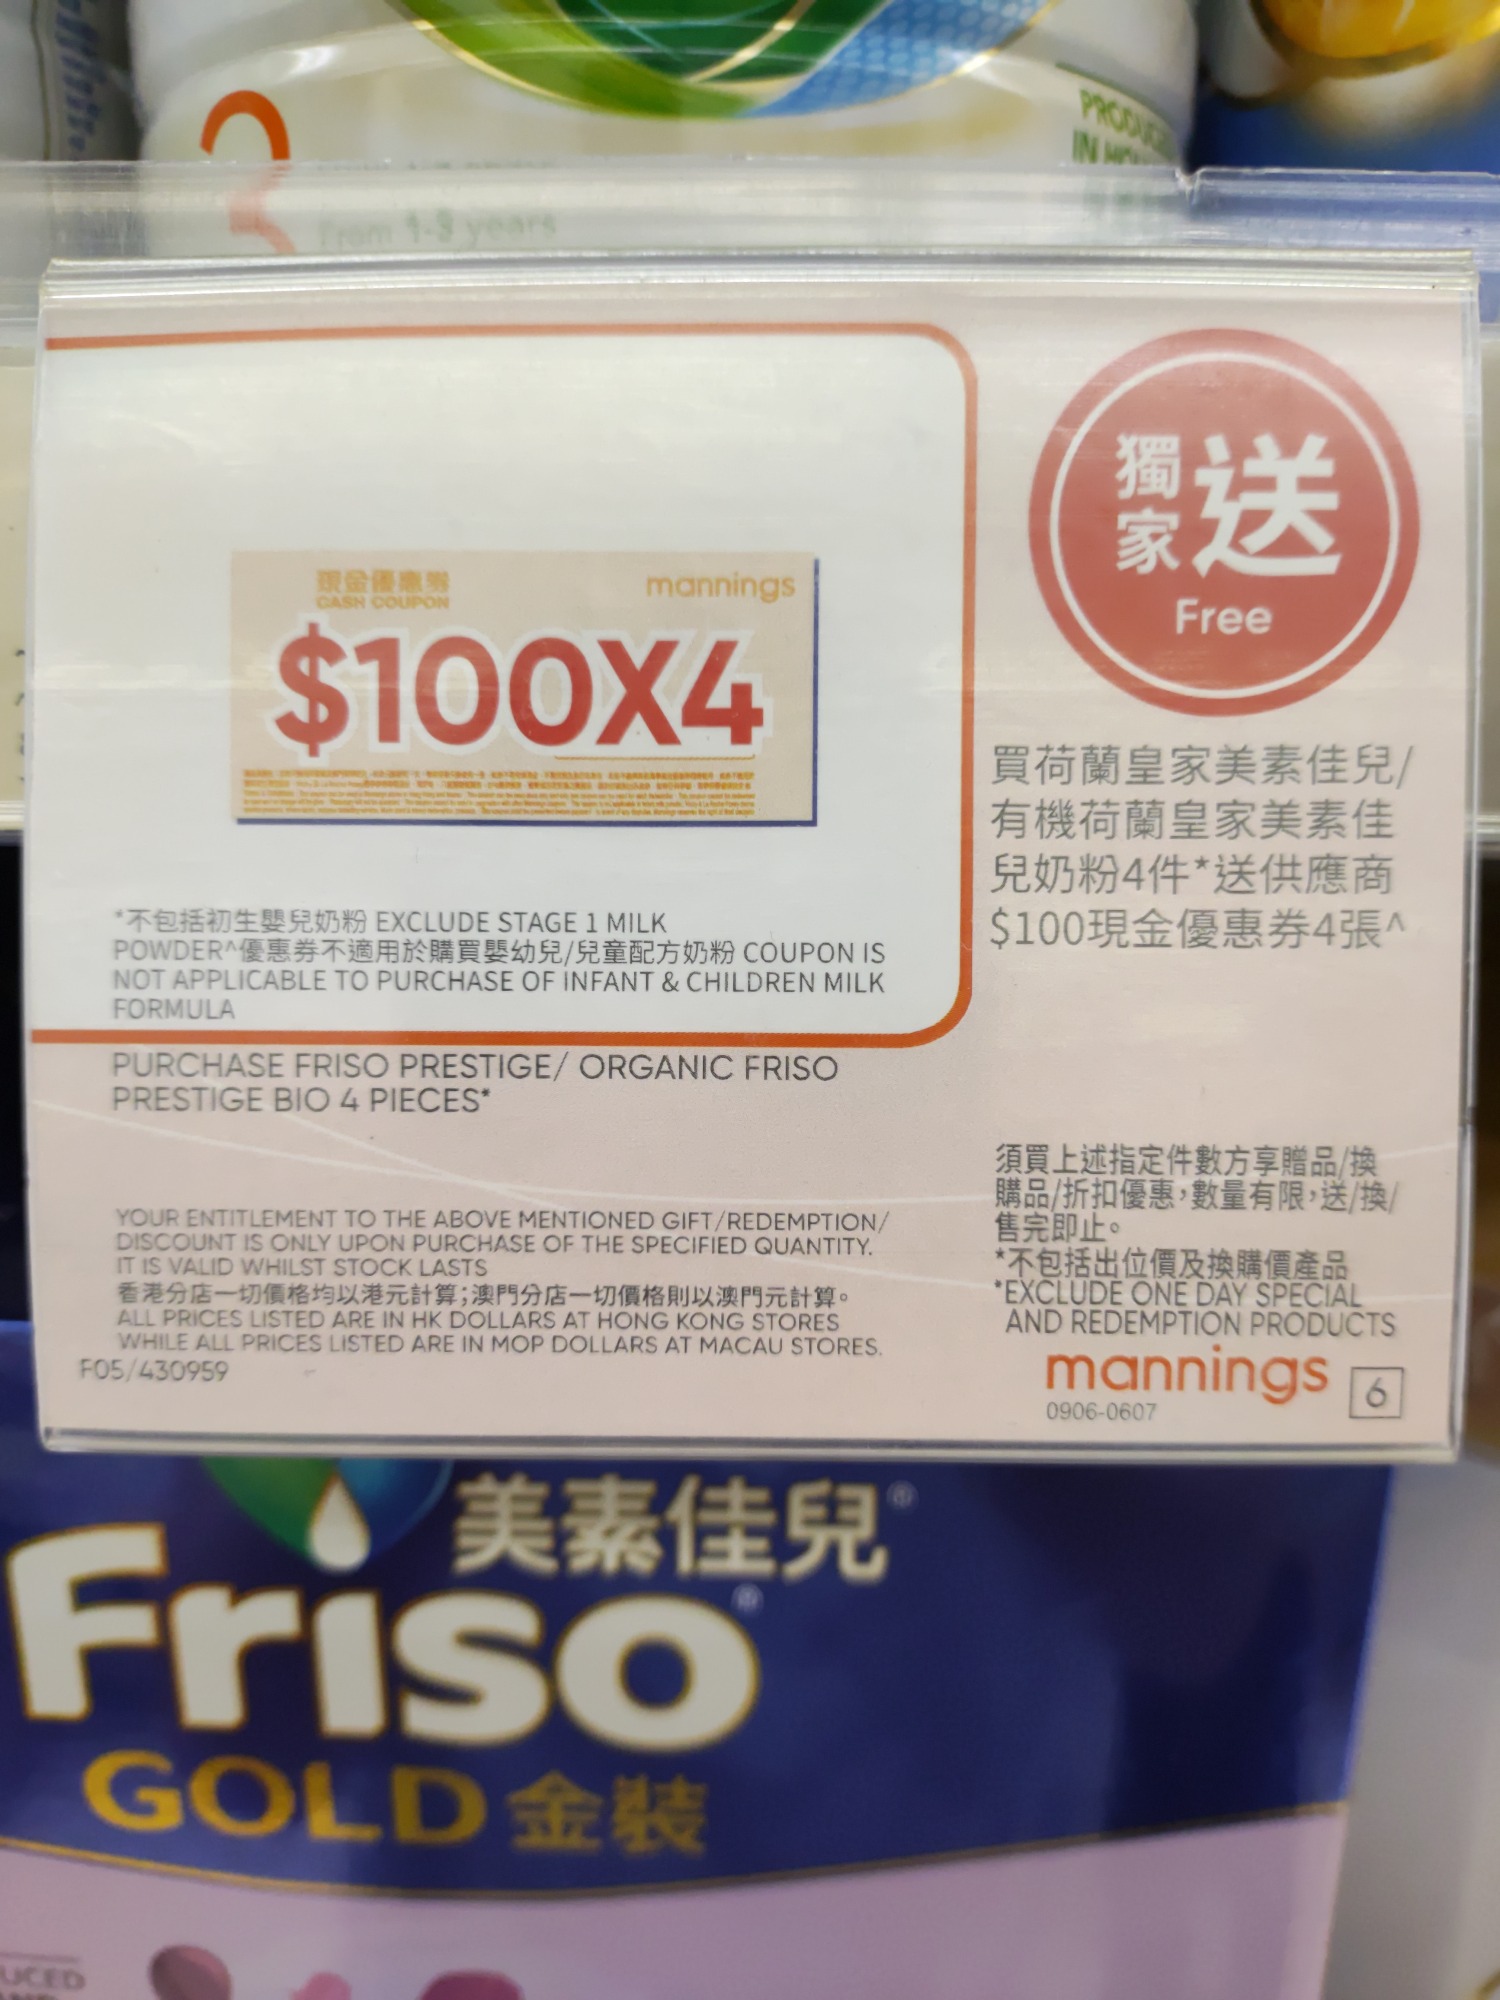 3
From 1-3 years
現金優惠券
CASH COUPON
mannings
$100X4
獨家
送
Free
買荷蘭皇家美素佳兒/
有機荷蘭皇家美素佳
兒奶粉4件*送供應商
$100現金優惠券4張^
*不包括初生嬰兒奶粉 EXCLUDE STAGE 1 MILK
POWDER^優惠券不適用於購買嬰幼兒/兒童配方奶粉 COUPON IS
NOT APPLICABLE TO PURCHASE OF INFANT & CHILDREN MILK
FORMULA
PURCHASE FRISO PRESTIGE/ ORGANIC FRISO
PRESTIGE BIO 4 PIECES*
YOUR ENTITLEMENT TO THE ABOVE MENTIONED GIFT/REDEMPTION/
DISCOUNT IS ONLY UPON PURCHASE OF THE SPECIFIED QUANTITY.
IT IS VALID WHILST STOCK LASTS
香港分店一切價格均以港元計算;澳門分店一切價格則以澳門元計算。
ALL PRICES LISTED ARE IN HK DOLLARS AT HONG KONG STORES
WHILE ALL PRICES LISTED ARE IN MOP DOLLARS AT MACAU STORES.
F05/430959
須買上述指定件數方享贈品/換
購品/折扣優惠,數量有限,送/換/
售完即止。
*不包括出位價及換購價產品
*EXCLUDE ONE DAY SPECIAL
AND REDEMPTION PRODUCTS
mannings 6
0906-0607
美素佳兒®
Friso®
GOLD 金裝